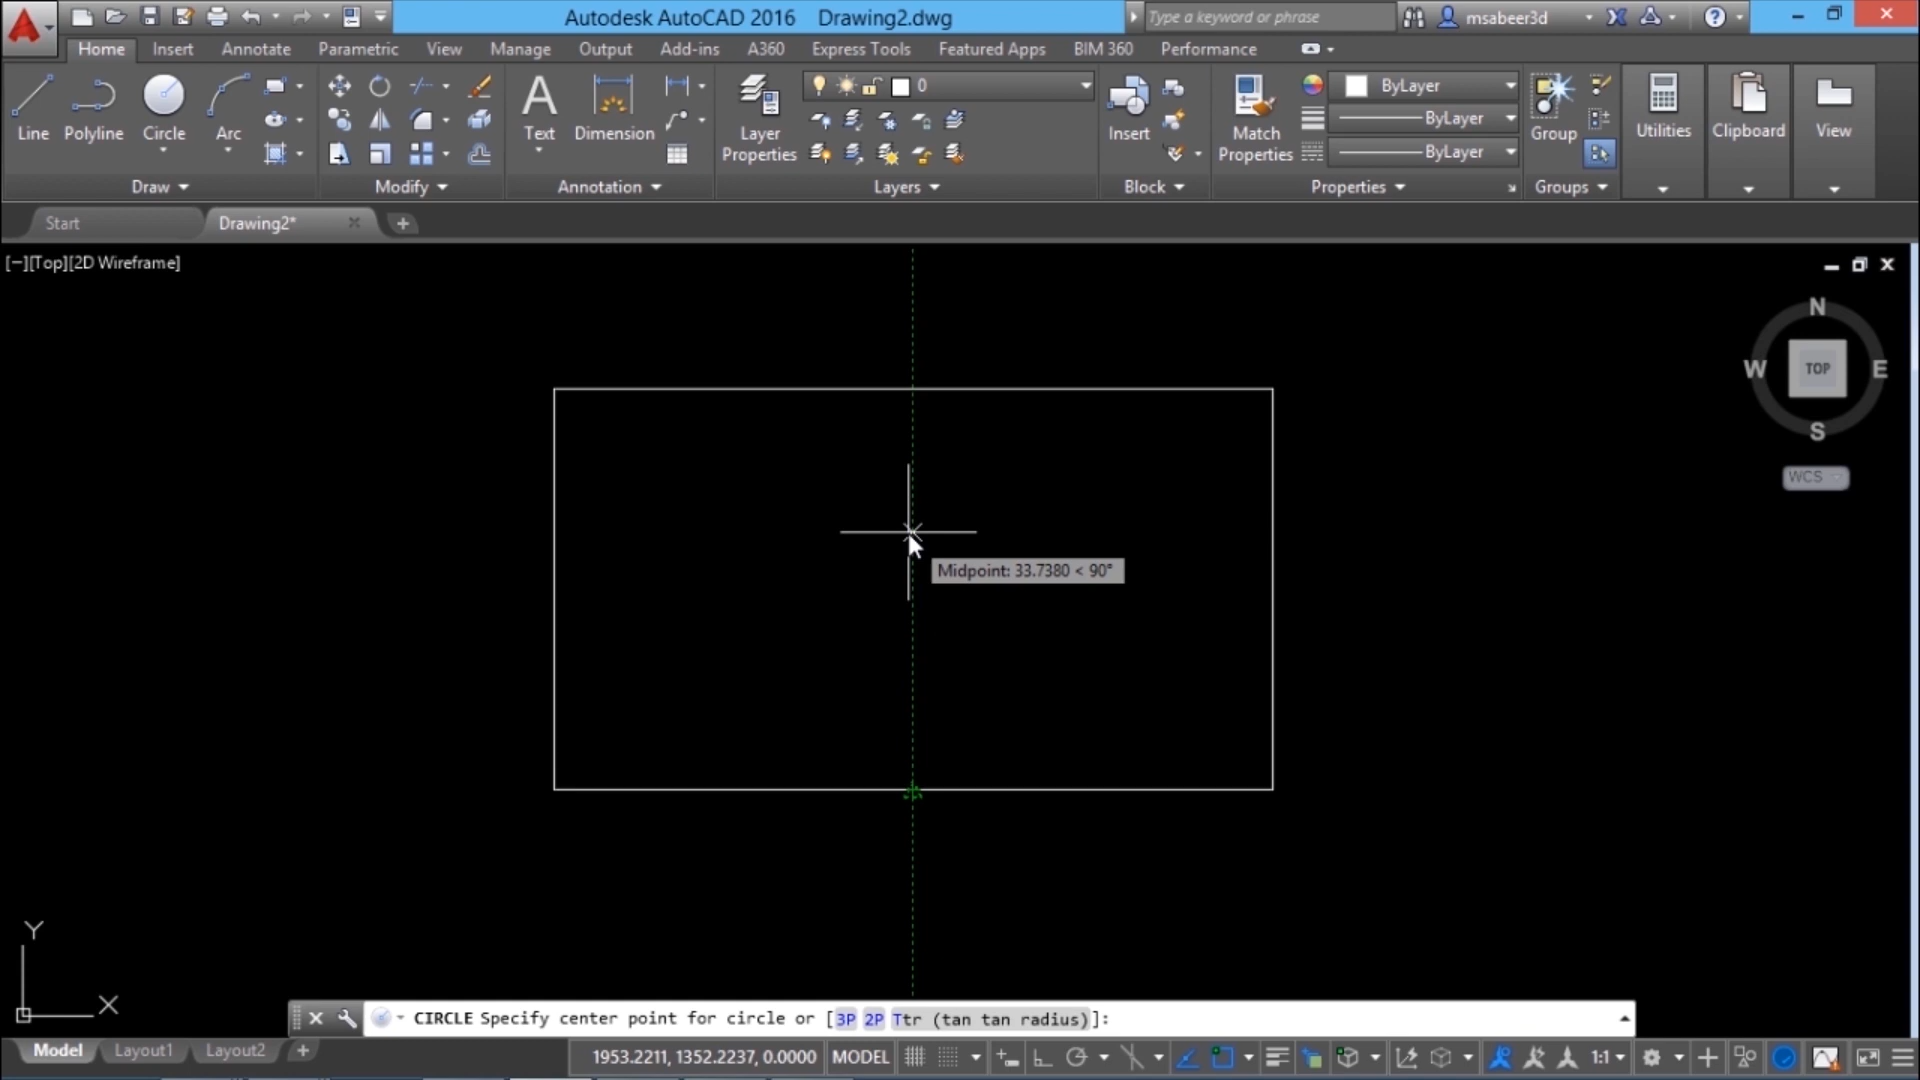 Autodesk AutoCAD 2016 Drawing2.dwg
Type a keyword or phrase
msabeer3d
Home Insert Annotate Parametric View Manage Output Add-ins A360 Express Tools Featured Apps BIM 360 Performance
0
ByLayer
ByLayer
ByLayer
Line Polyline Circle Arc
Text Dimension
Layer Properties
Insert
Match Properties
Group
Utilities Clipboard View
Draw Modify Annotation Layers Block Properties Groups
Start Drawing2*
[−][Top][2D Wireframe]
N
W TOP E
S
WCS
Midpoint: 33.7380 < 90°
Y
X
CIRCLE Specify center point for circle or [3P 2P Ttr (tan tan radius)]:
Model Layout1 Layout2
1953.2211, 1352.2237, 0.0000 MODEL 1:1